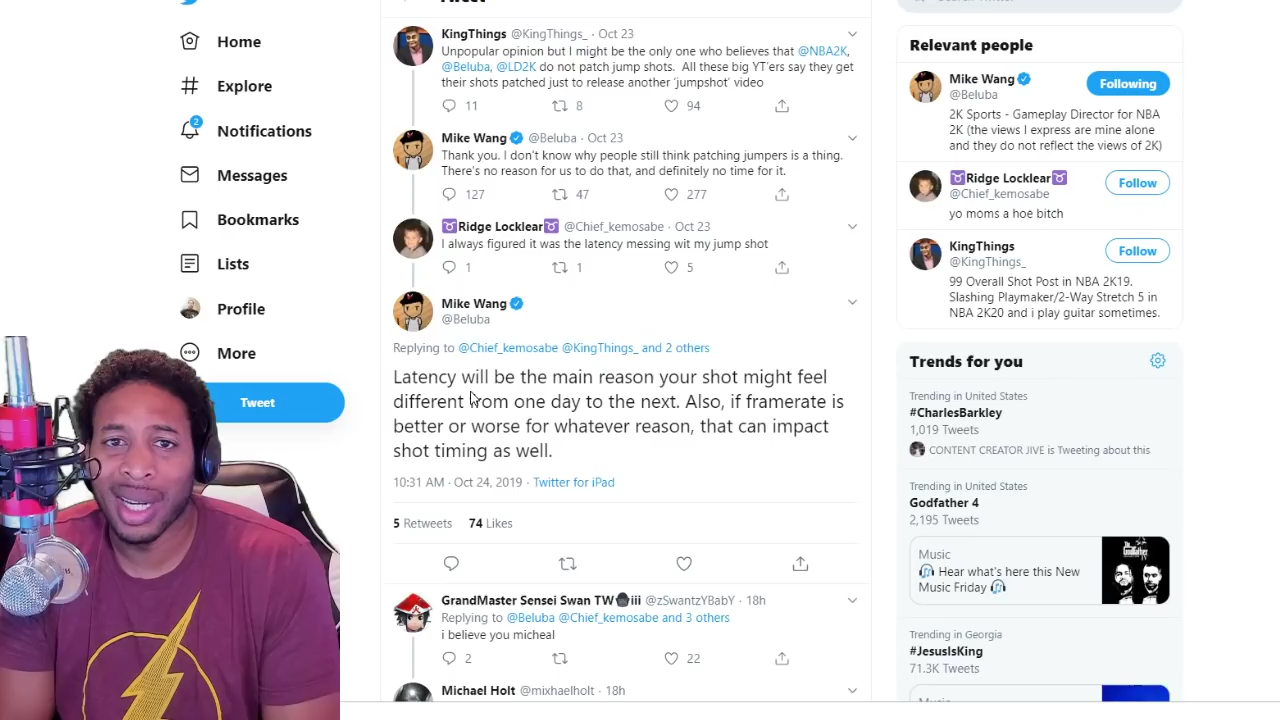 Tweet
Search Twitter
Home
Explore
2
Notifications
Messages
Bookmarks
Lists
Profile
More
Tweet
KingThings @KingThings_ · Oct 23
Unpopular opinion but I might be the only one who believes that @NBA2K,
@Beluba, @LD2K do not patch jump shots. All these big YT'ers say they get
their shots patched just to release another 'jumpshot' video
11 8 94
Mike Wang @Beluba · Oct 23
Thank you. I don't know why people still think patching jumpers is a thing.
There's no reason for us to do that, and definitely no time for it.
127 47 277
♉Ridge Locklear♉ @Chief_kemosabe · Oct 23
I always figured it was the latency messing wit my jump shot
1 1 5
Mike Wang
@Beluba
Replying to @Chief_kemosabe @KingThings_ and 2 others
Latency will be the main reason your shot might feel
different from one day to the next. Also, if framerate is
better or worse for whatever reason, that can impact
shot timing as well.
10:31 AM · Oct 24, 2019 · Twitter for iPad
5 Retweets 74 Likes
GrandMaster Sensei Swan TW iii @zSwantzYBabY · 18h
Replying to @Beluba @Chief_kemosabe and 3 others
i believe you micheal
2 22
Michael Holt @mixhaelholt · 18h
Relevant people
Mike Wang
@Beluba
Following
2K Sports - Gameplay Director for NBA
2K (the views I express are mine alone
and they do not reflect the views of 2K)
♉Ridge Locklear♉
@Chief_kemosabe
Follow
yo moms a hoe bitch
KingThings
@KingThings_
Follow
99 Overall Shot Post in NBA 2K19.
Slashing Playmaker/2-Way Stretch 5 in
NBA 2K20 and i play guitar sometimes.
Trends for you
Trending in United States
#CharlesBarkley
1,019 Tweets
CONTENT CREATOR JIVE is Tweeting about this
Trending in United States
Godfather 4
2,195 Tweets
Music
Hear what's here this New
Music Friday
Trending in Georgia
#JesusIsKing
71.3K Tweets
Music